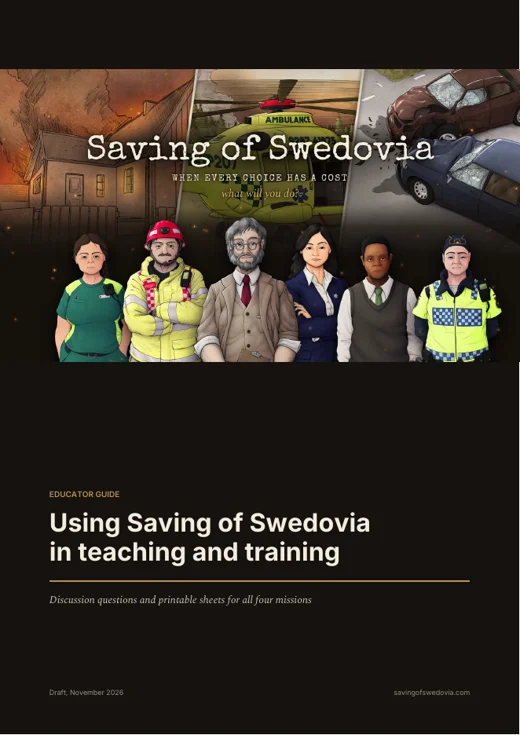 AMBULANCE
Saving of Swedovia
WHEN EVERY CHOICE HAS A COST
what will you do?
EDUCATOR GUIDE
Using Saving of Swedovia
in teaching and training
Discussion questions and printable sheets for all four missions
Draft, November 2026
savingofswedovia.com